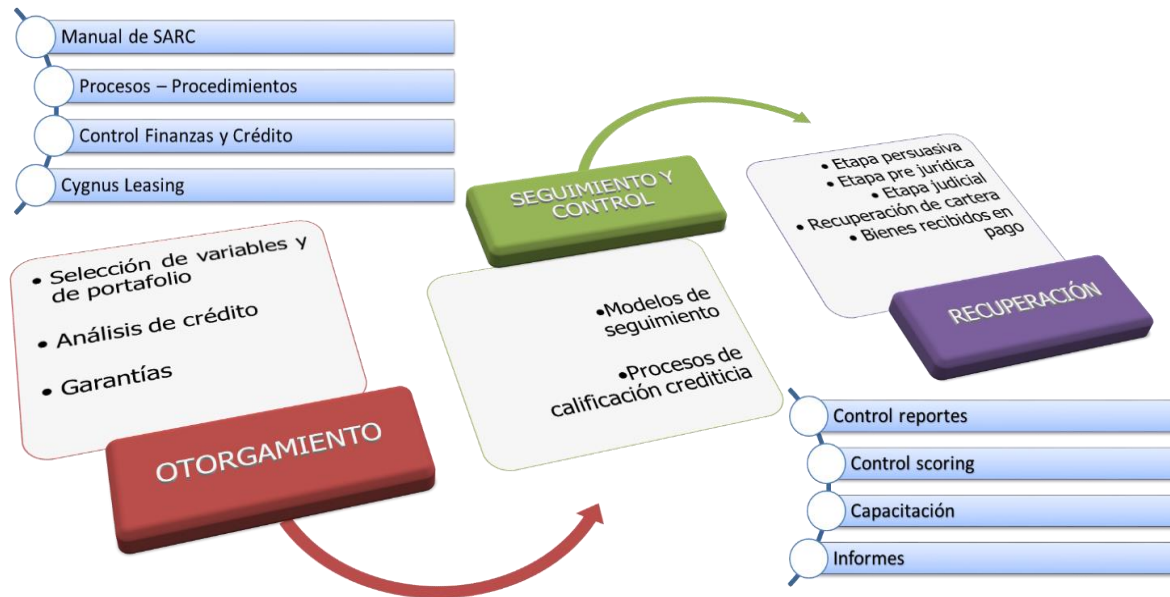 Manual de SARC
Procesos – Procedimientos
Control Finanzas y Crédito
Cygnus Leasing
• Selección de variables y
de portafolio
• Análisis de crédito
• Garantías
OTORGAMIENTO
SEGUIMIENTO Y
CONTROL
•Modelos de
seguimiento
•Procesos de
calificación crediticia
• Etapa persuasiva
• Etapa pre jurídica
• Etapa judicial
• Recuperación de cartera
• Bienes recibidos en
pago
RECUPERACIÓN
Control reportes
Control scoring
Capacitación
Informes